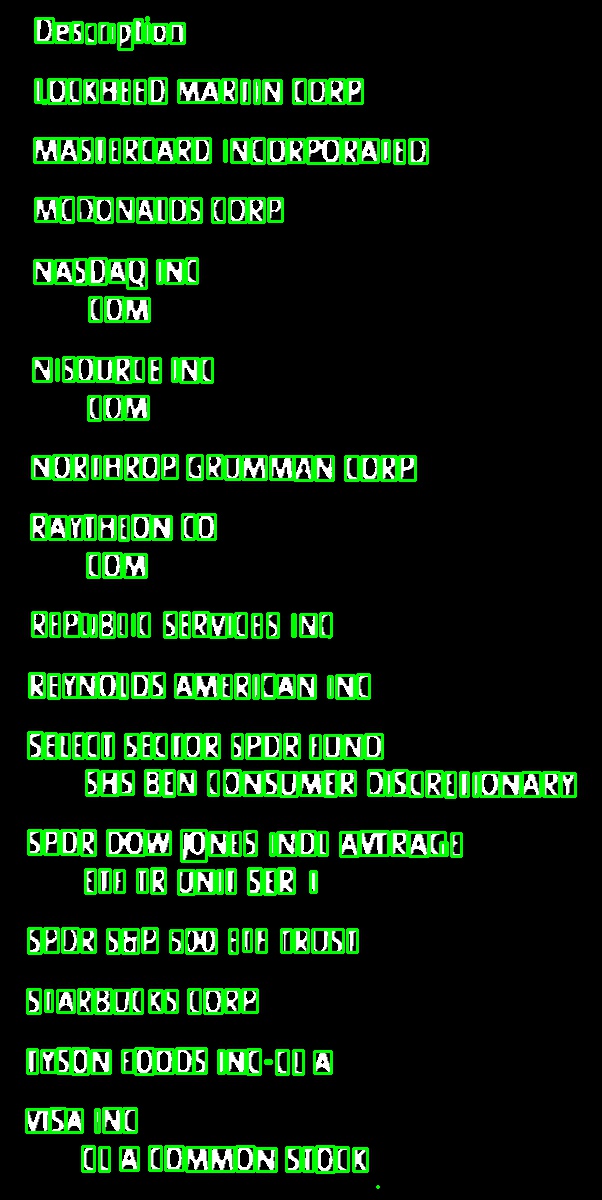 Description
LOCKHEED MARTIN CORP
MASTERCARD INCORPORATED
MCDONALDS CORP
NASDAQ INC
COM
NISOURCE INC
COM
NORTHROP GRUMMAN CORP
RAYTHEON CO
COM
REPUBLIC SERVICES INC
REYNOLDS AMERICAN INC
SELECT SECTOR SPDR FUND
SHS BEN CONSUMER DISCRETIONARY
SPDR DOW JONES INDL AVERAGE
ETF TR UNIT SER 1
SPDR S&P 500 ETF TRUST
STARBUCKS CORP
TYSON FOODS INC-CL A
VISA INC
CL A COMMON STOCK